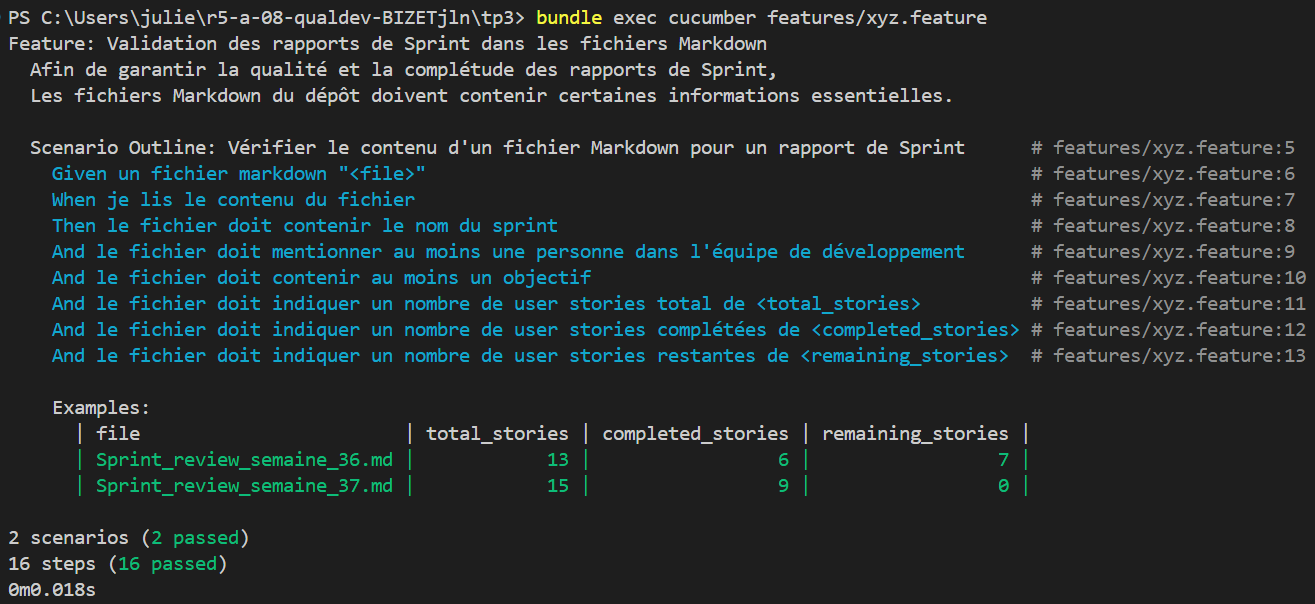 PS C:\Users\julie\r5-a-08-qualdev-BIZETjln\tp3> bundle exec cucumber features/xyz.feature
Feature: Validation des rapports de Sprint dans les fichiers Markdown
  Afin de garantir la qualité et la complétude des rapports de Sprint,
  Les fichiers Markdown du dépôt doivent contenir certaines informations essentielles.

  Scenario Outline: Vérifier le contenu d'un fichier Markdown pour un rapport de Sprint      # features/xyz.feature:5
    Given un fichier markdown "<file>"                                                       # features/xyz.feature:6
    When je lis le contenu du fichier                                                        # features/xyz.feature:7
    Then le fichier doit contenir le nom du sprint                                           # features/xyz.feature:8
    And le fichier doit mentionner au moins une personne dans l'équipe de développement      # features/xyz.feature:9
    And le fichier doit contenir au moins un objectif                                        # features/xyz.feature:10
    And le fichier doit indiquer un nombre de user stories total de <total_stories>          # features/xyz.feature:11
    And le fichier doit indiquer un nombre de user stories complétées de <completed_stories> # features/xyz.feature:12
    And le fichier doit indiquer un nombre de user stories restantes de <remaining_stories>  # features/xyz.feature:13

    Examples:
      | file                        | total_stories | completed_stories | remaining_stories |
      | Sprint_review_semaine_36.md |            13 |                 6 |                 7 |
      | Sprint_review_semaine_37.md |            15 |                 9 |                 0 |

2 scenarios (2 passed)
16 steps (16 passed)
0m0.018s